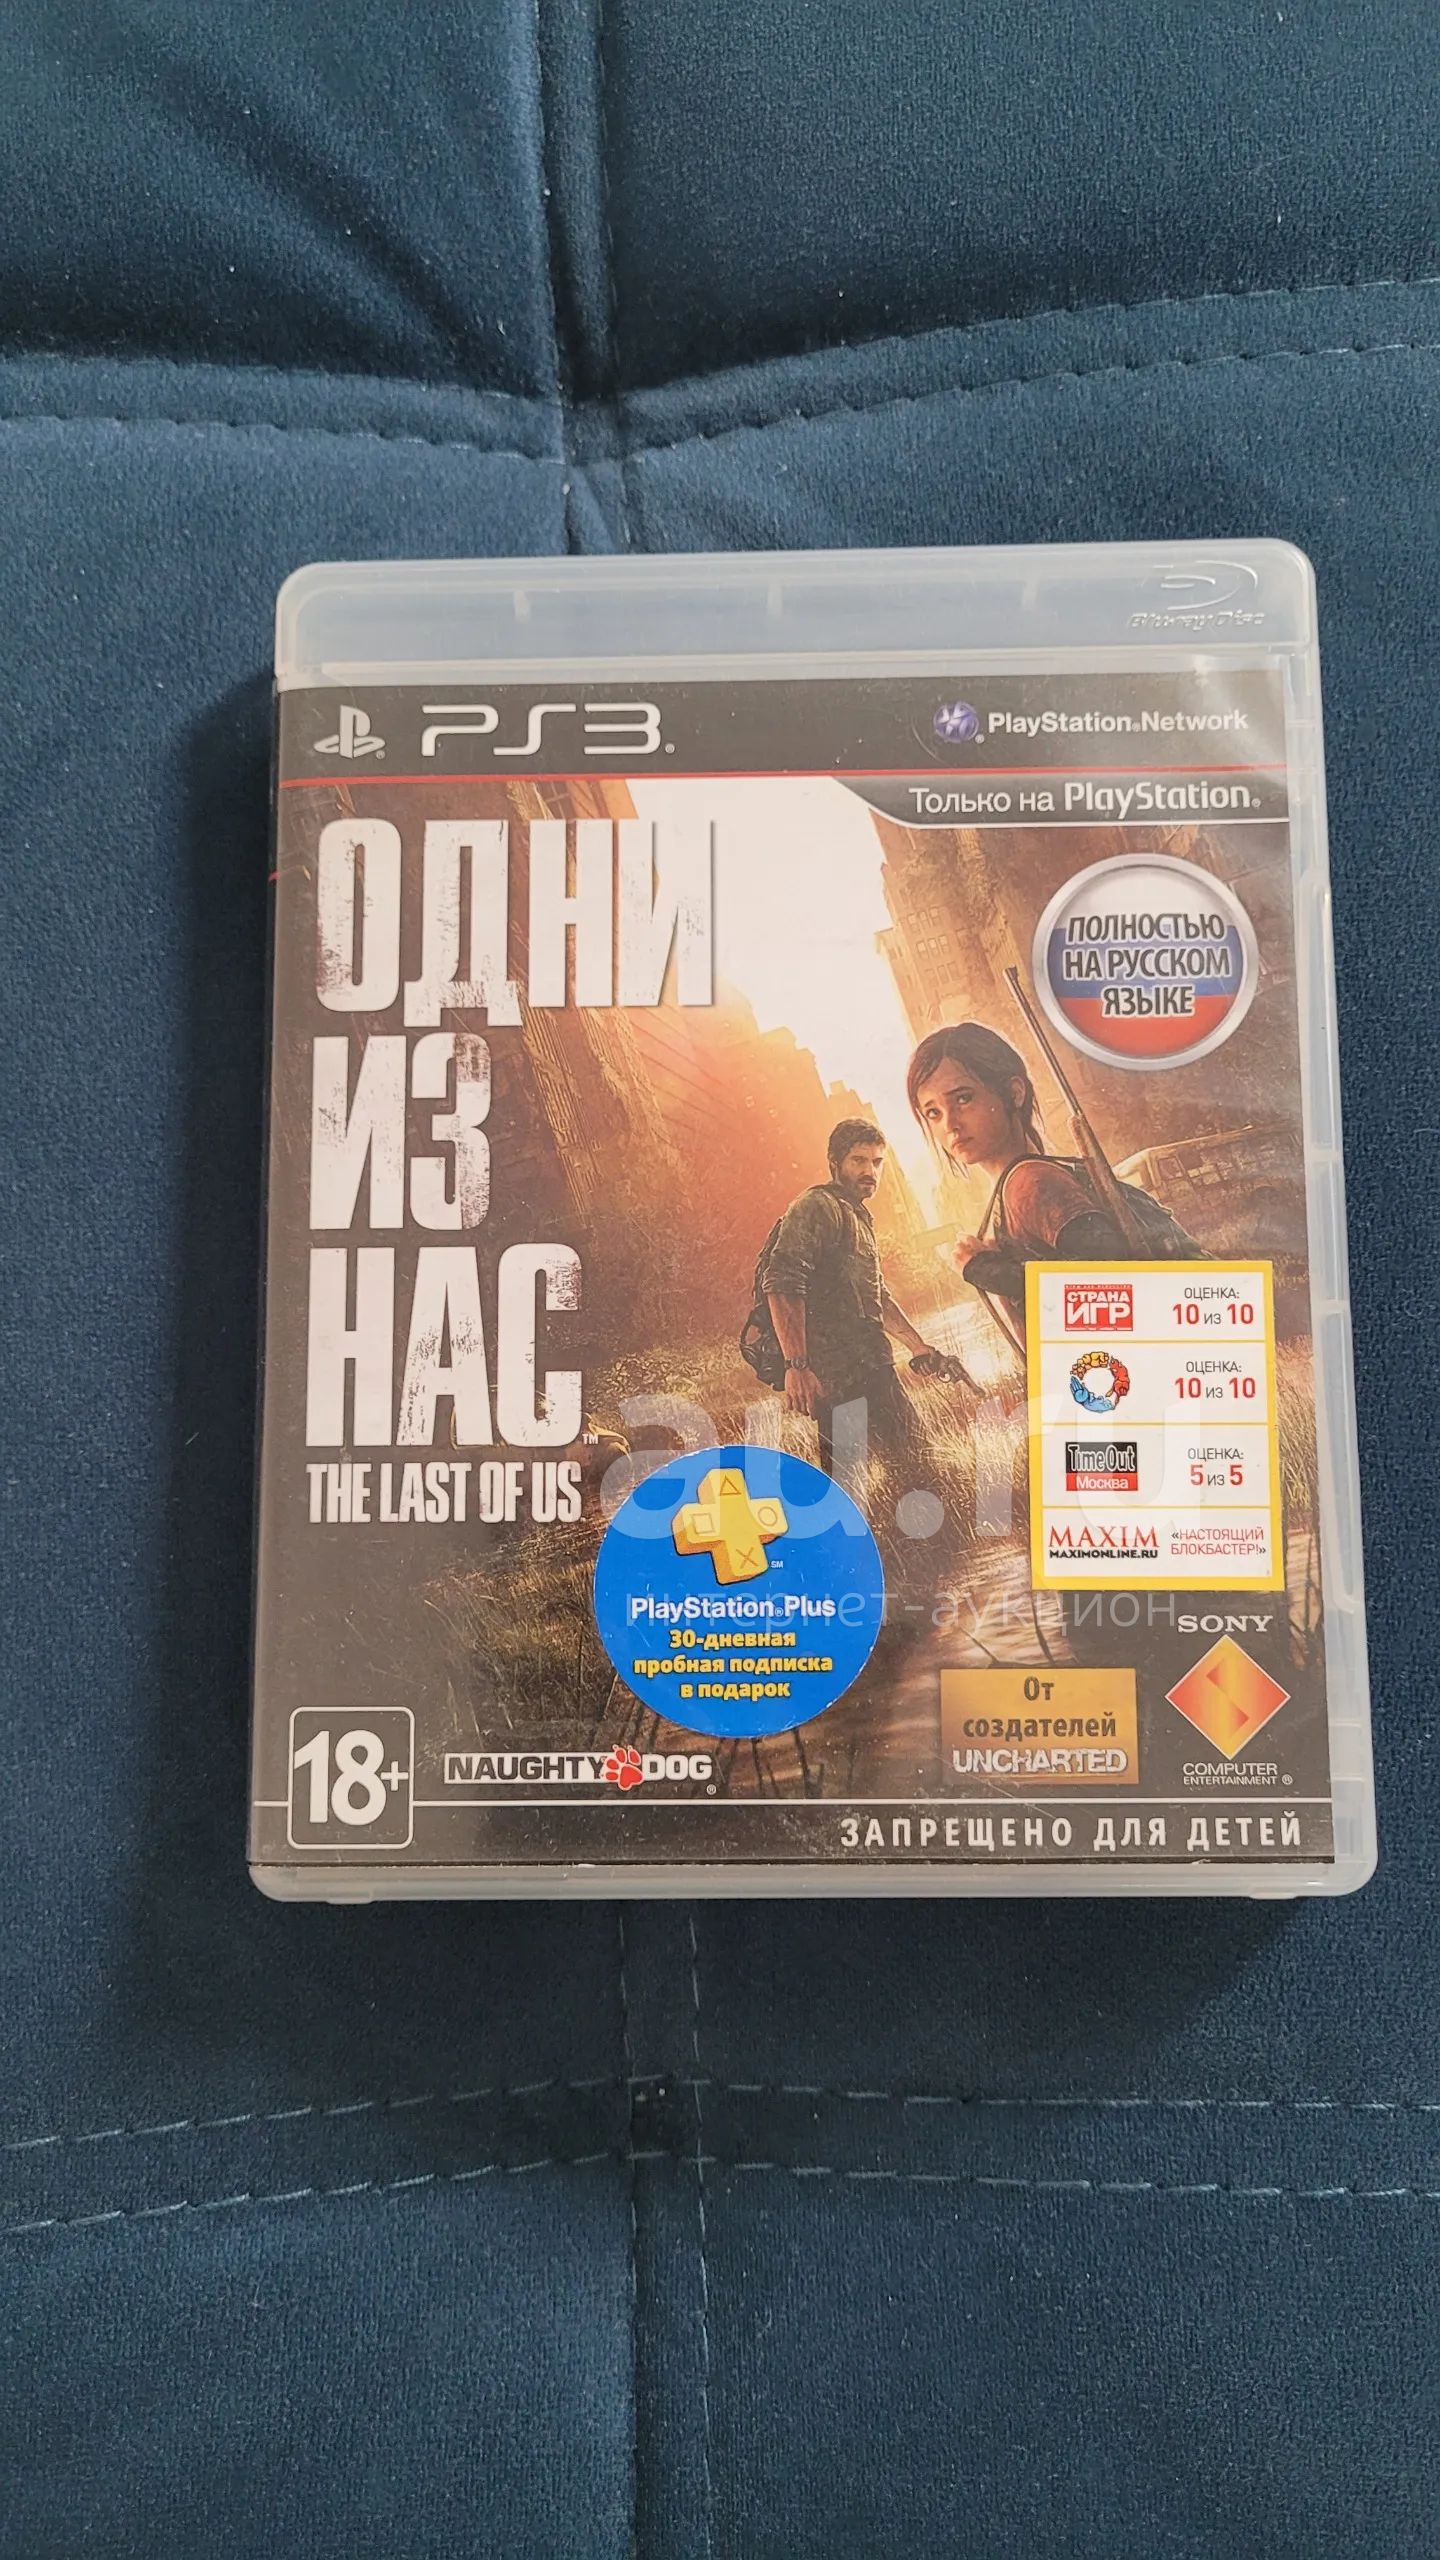 Blu-ray Disc
PS3
PlayStation®Network
Только на PlayStation®
ОДНИ
ИЗ
НАС™
THE LAST OF US
ПОЛНОСТЬЮ
НА РУССКОМ
ЯЗЫКЕ
СТРАНА
ИГР
ОЦЕНКА:
10 ИЗ 10
ОЦЕНКА:
10 ИЗ 10
TimeOut
Москва
ОЦЕНКА:
5 ИЗ 5
MAXIM
MAXIMONLINE.RU
«НАСТОЯЩИЙ
БЛОКБАСТЕР!»
au.ru
интернет-аукцион
SM
PlayStation®Plus
30-дневная
пробная подписка
в подарок
SONY
COMPUTER
ENTERTAINMENT®
От
создателей
UNCHARTED
18+
NAUGHTY DOG®
ЗАПРЕЩЕНО ДЛЯ ДЕТЕЙ